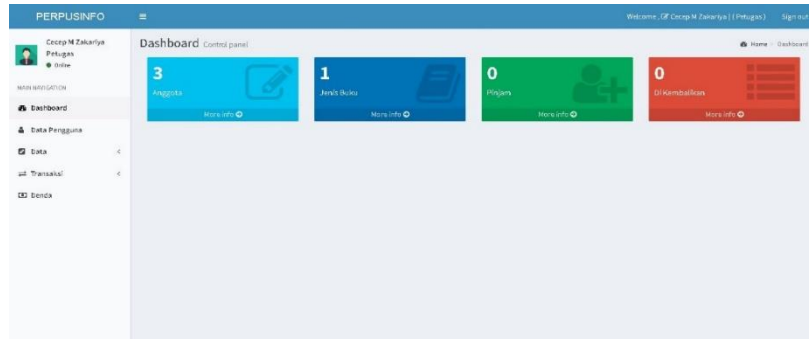 PERPUSINFO
Welcome , Cecep M Zakariya | ( Petugas )
Sign out
Cecep M Zakariya
Petugas
Online
MAIN NAVIGATION
Dashboard
Data Pengguna
Data
Transaksi
Denda
Dashboard Control panel
Home > Dashboard
3
Anggota
More info
1
Jenis Buku
More info
0
Pinjam
More info
0
Di Kembalikan
More info